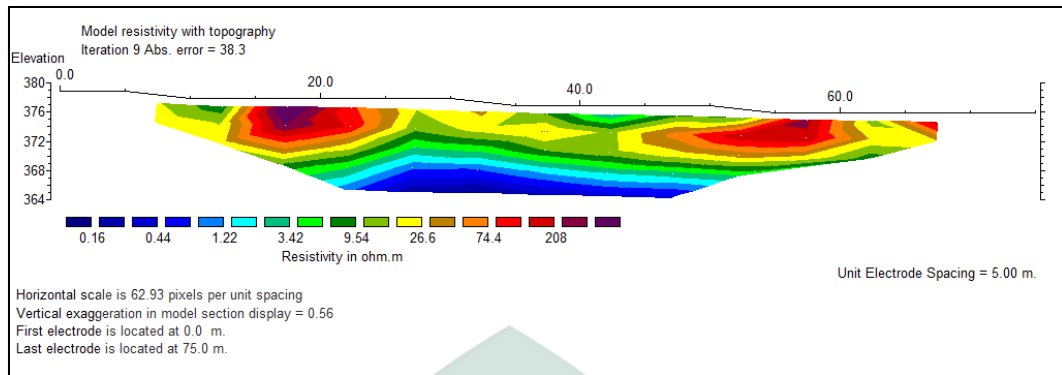 Model resistivity with topography
Iteration 9 Abs. error = 38.3
Elevation
0.0 20.0 40.0 60.0
380
376
372
368
364
0.16 0.44 1.22 3.42 9.54 26.6 74.4 208
Resistivity in ohm.m
Unit Electrode Spacing = 5.00 m.
Horizontal scale is 62.93 pixels per unit spacing
Vertical exaggeration in model section display = 0.56
First electrode is located at 0.0 m.
Last electrode is located at 75.0 m.